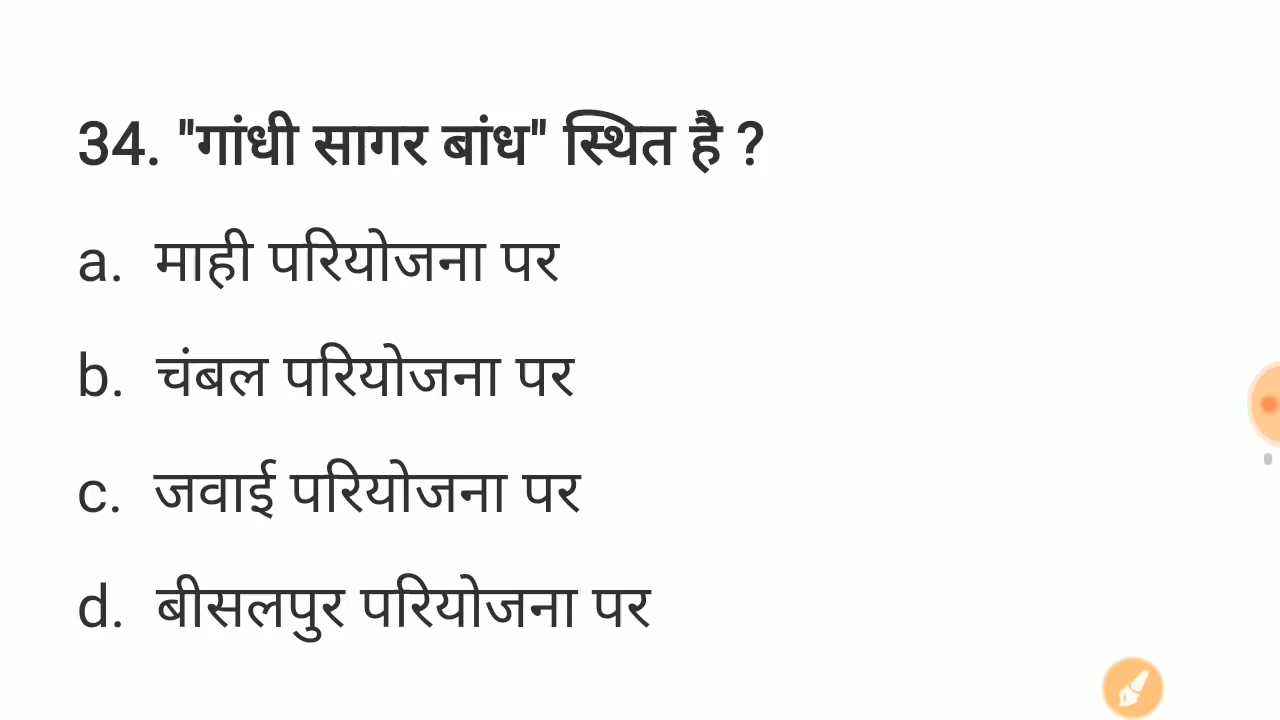 34. "गांधी सागर बांध" स्थित है ?
a. माही परियोजना पर
b. चंबल परियोजना पर
c. जवाई परियोजना पर
d. बीसलपुर परियोजना पर